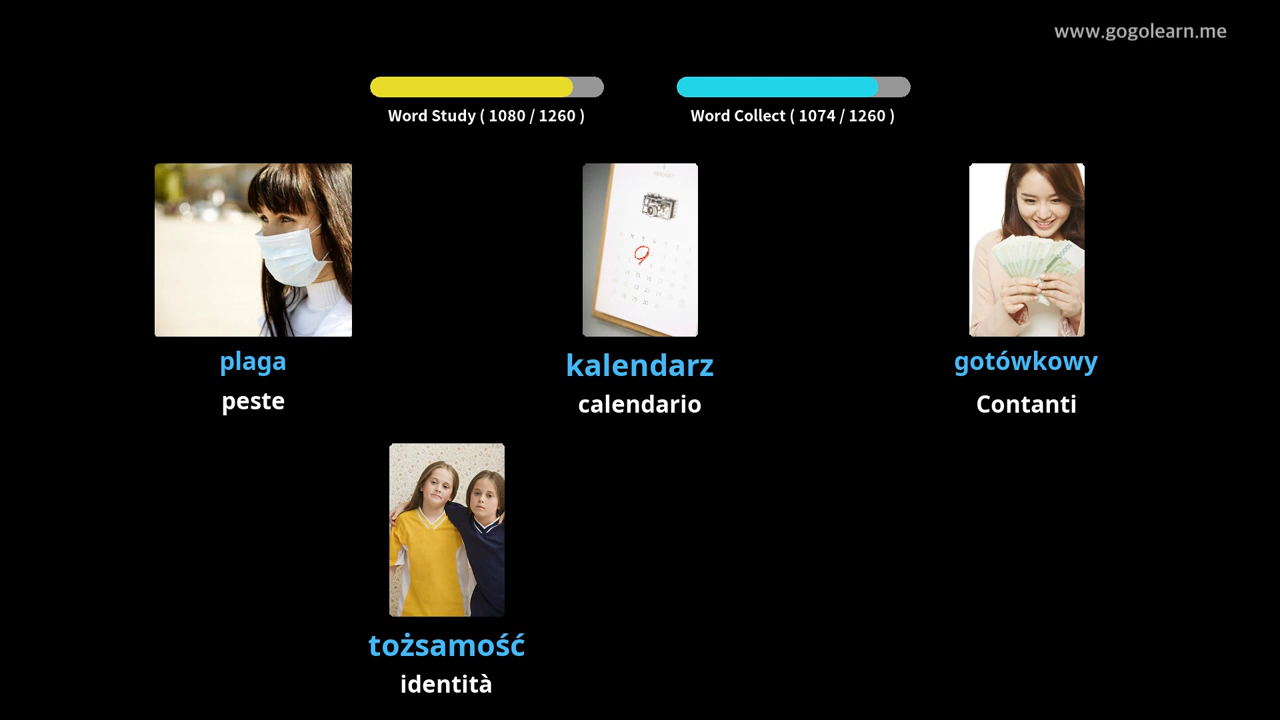 www.gogolearn.me
Word Study ( 1080 / 1260 )
Word Collect ( 1074 / 1260 )
plaga
peste
kalendarz
calendario
gotówkowy
Contanti
tożsamość
identità